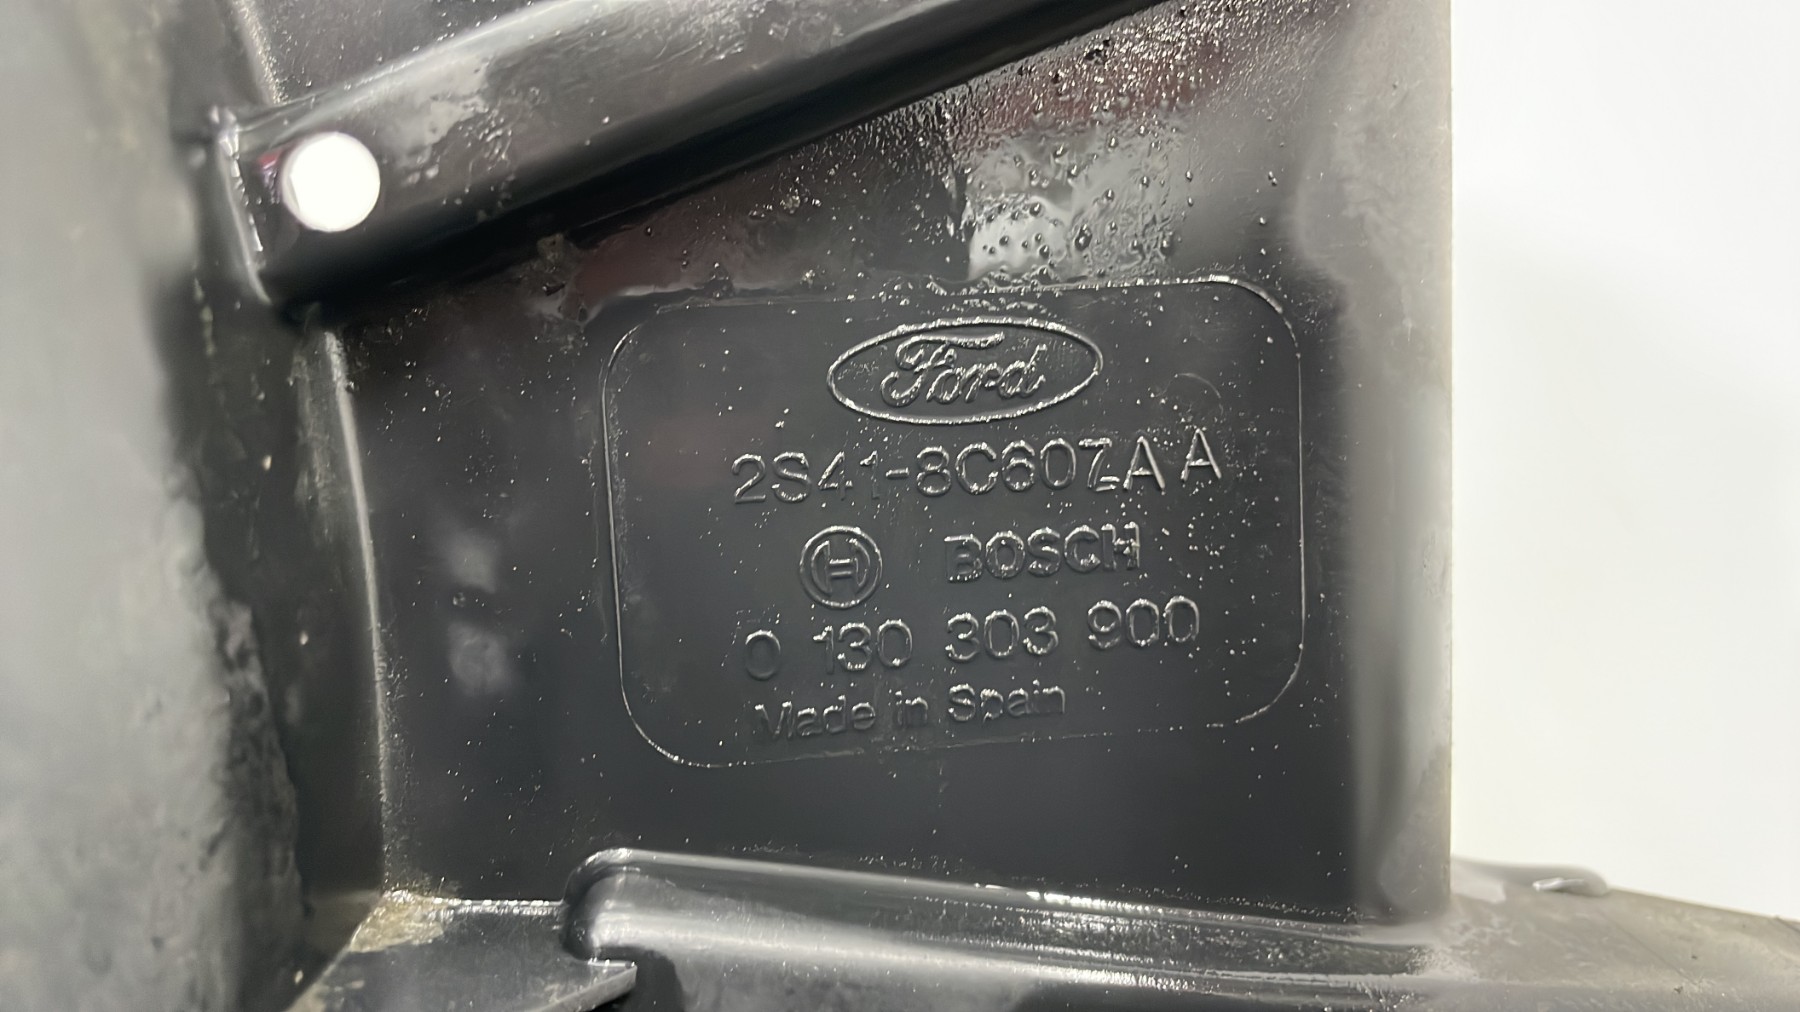 Ford
2S41-8C607AA
BOSCH
0 130 303 900
Made in Spain